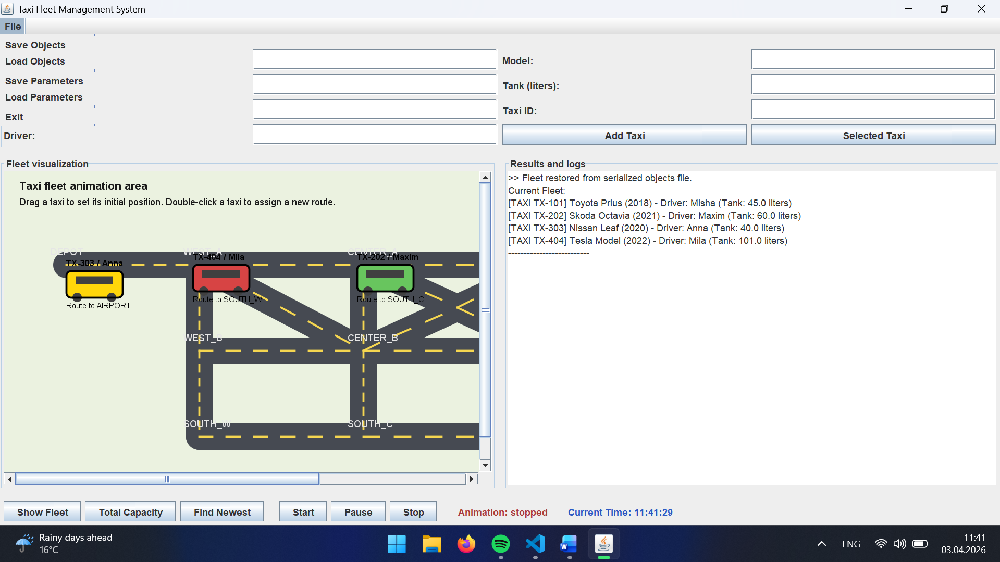 Taxi Fleet Management System
File
Save Objects
Load Objects
Save Parameters
Load Parameters
Exit
Model:
Tank (liters):
Taxi ID:
Driver:
Add Taxi
Selected Taxi
Fleet visualization
Taxi fleet animation area
Drag a taxi to set its initial position. Double-click a taxi to assign a new route.
DEPOT
WEST_A
CENTER_A
TX-303 / Anna
TX-404 / Mila
TX-202 / Maxim
Route to AIRPORT
Route to SOUTH_W
Route to SOUTH_C
WEST_B
CENTER_B
SOUTH_W
SOUTH_C
Results and logs
>> Fleet restored from serialized objects file.
Current Fleet:
[TAXI TX-101] Toyota Prius (2018) - Driver: Misha (Tank: 45.0 liters)
[TAXI TX-202] Skoda Octavia (2021) - Driver: Maxim (Tank: 60.0 liters)
[TAXI TX-303] Nissan Leaf (2020) - Driver: Anna (Tank: 40.0 liters)
[TAXI TX-404] Tesla Model (2022) - Driver: Mila (Tank: 101.0 liters)
--------------------------
Show Fleet
Total Capacity
Find Newest
Start
Pause
Stop
Animation: stopped
Current Time: 11:41:29
Rainy days ahead
16°C
W
ENG
11:41
03.04.2026